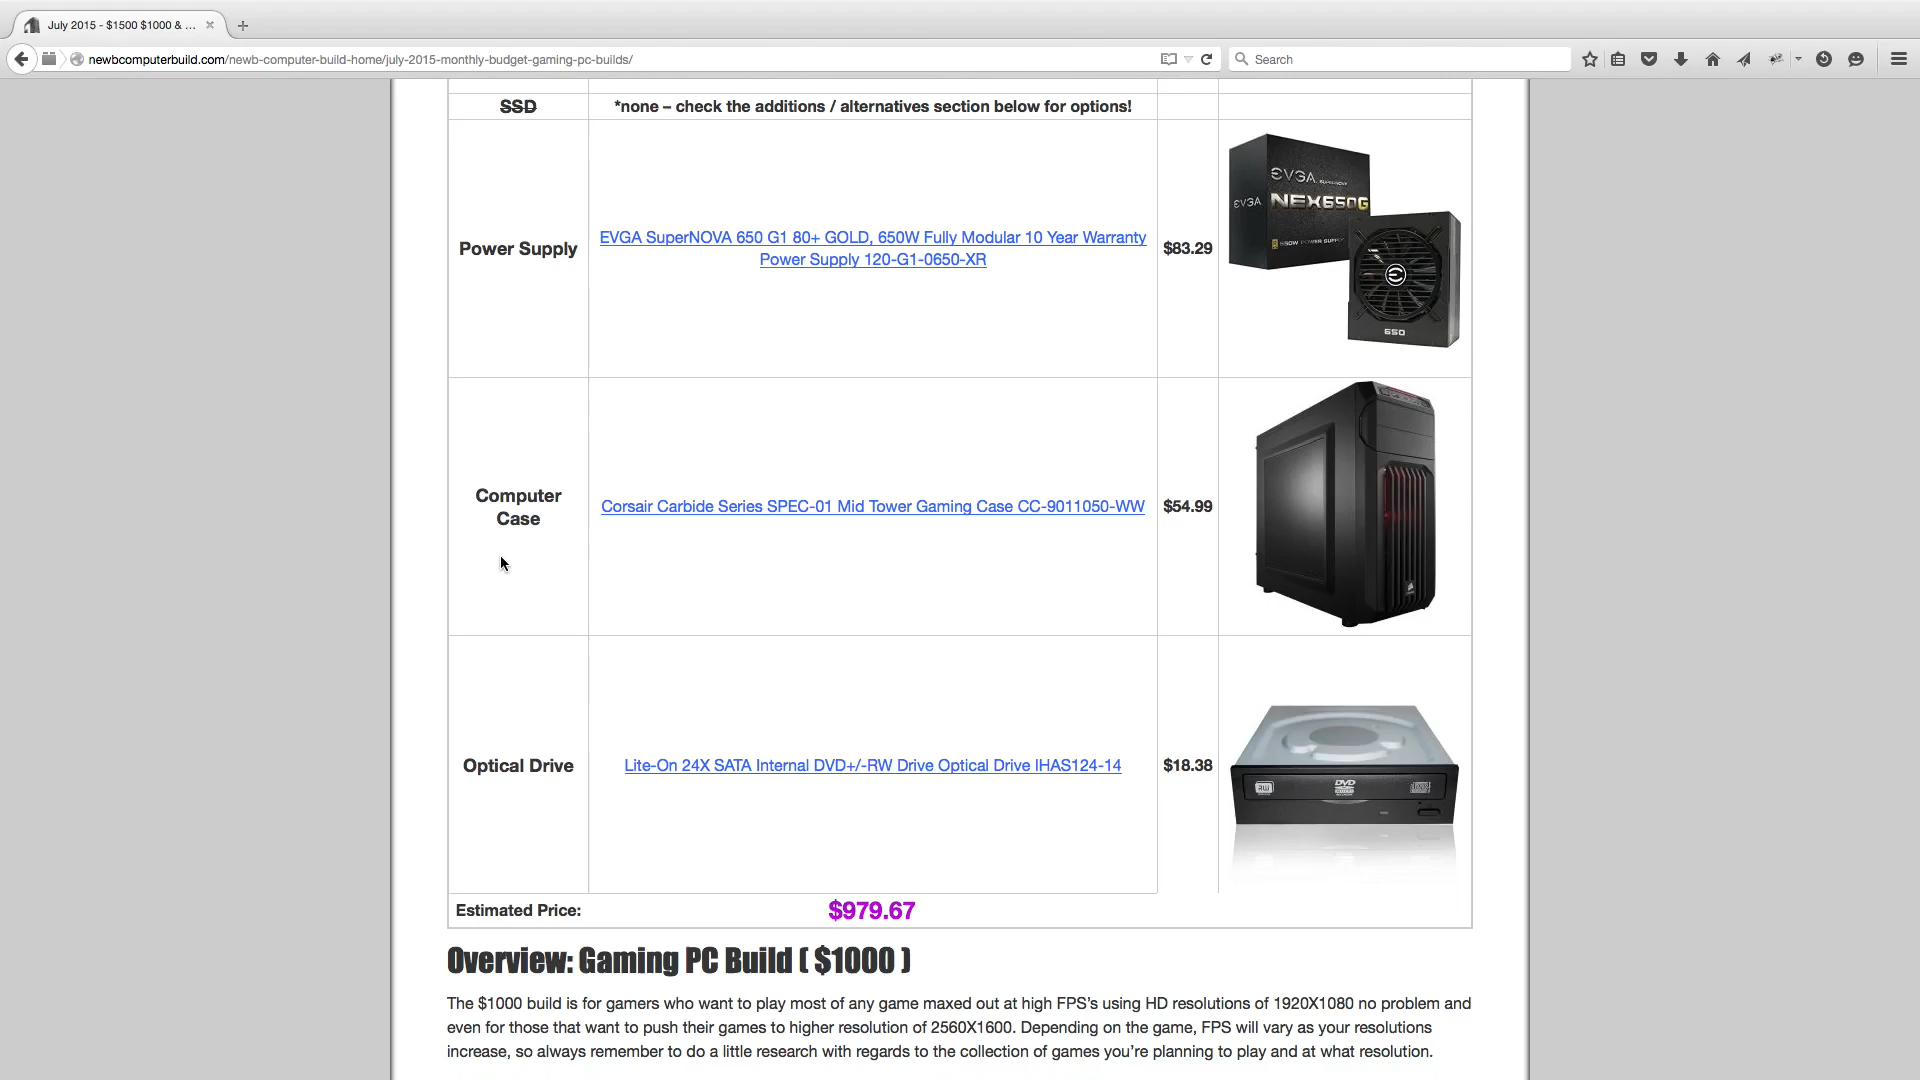 July 2015 - $1500 $1000 & ...
newbcomputerbuild.com/newb-computer-build-home/july-2015-monthly-budget-gaming-pc-builds/
Search
SSD
*none – check the additions / alternatives section below for options!
Power Supply
EVGA SuperNOVA 650 G1 80+ GOLD, 650W Fully Modular 10 Year Warranty
Power Supply 120-G1-0650-XR
$83.29
EVGA
NEX650G
EVGA
650W POWER SUPPLY
650
Computer
Case
Corsair Carbide Series SPEC-01 Mid Tower Gaming Case CC-9011050-WW
$54.99
Optical Drive
Lite-On 24X SATA Internal DVD+/-RW Drive Optical Drive IHAS124-14
$18.38
RW
DVD
Estimated Price:
$979.67
Overview: Gaming PC Build ( $1000 )
The $1000 build is for gamers who want to play most of any game maxed out at high FPS's using HD resolutions of 1920X1080 no problem and
even for those that want to push their games to higher resolution of 2560X1600. Depending on the game, FPS will vary as your resolutions
increase, so always remember to do a little research with regards to the collection of games you're planning to play and at what resolution.